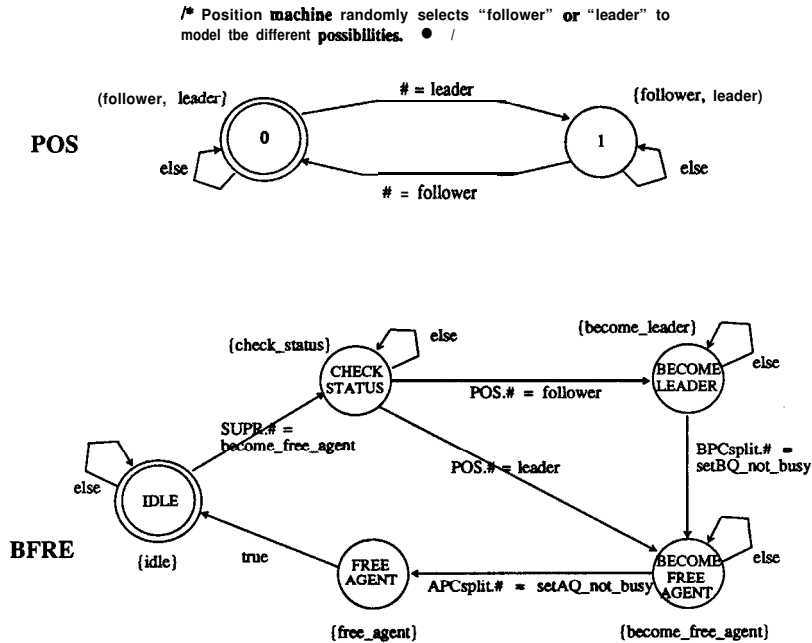 /* Position machine randomly selects “follower” or “leader” to
model tbe different possibilities. ● /
(follower, leader}
# = leader
{follower, leader)
POS
0
1
else
else
# = follower
{check_status}
else
{become_leader}
CHECK
STATUS
BECOME
LEADER
else
POS.# = follower
SUPR.# =
become_free_agent
BPCsplit.# =
setBQ_not_busy
POS.# = leader
else
IDLE
BFRE
{idle}
true
FREE
AGENT
APCsplit.# = setAQ_not_busy
BECOME
FREE
AGENT
else
{free_agent}
{become_free_agent}